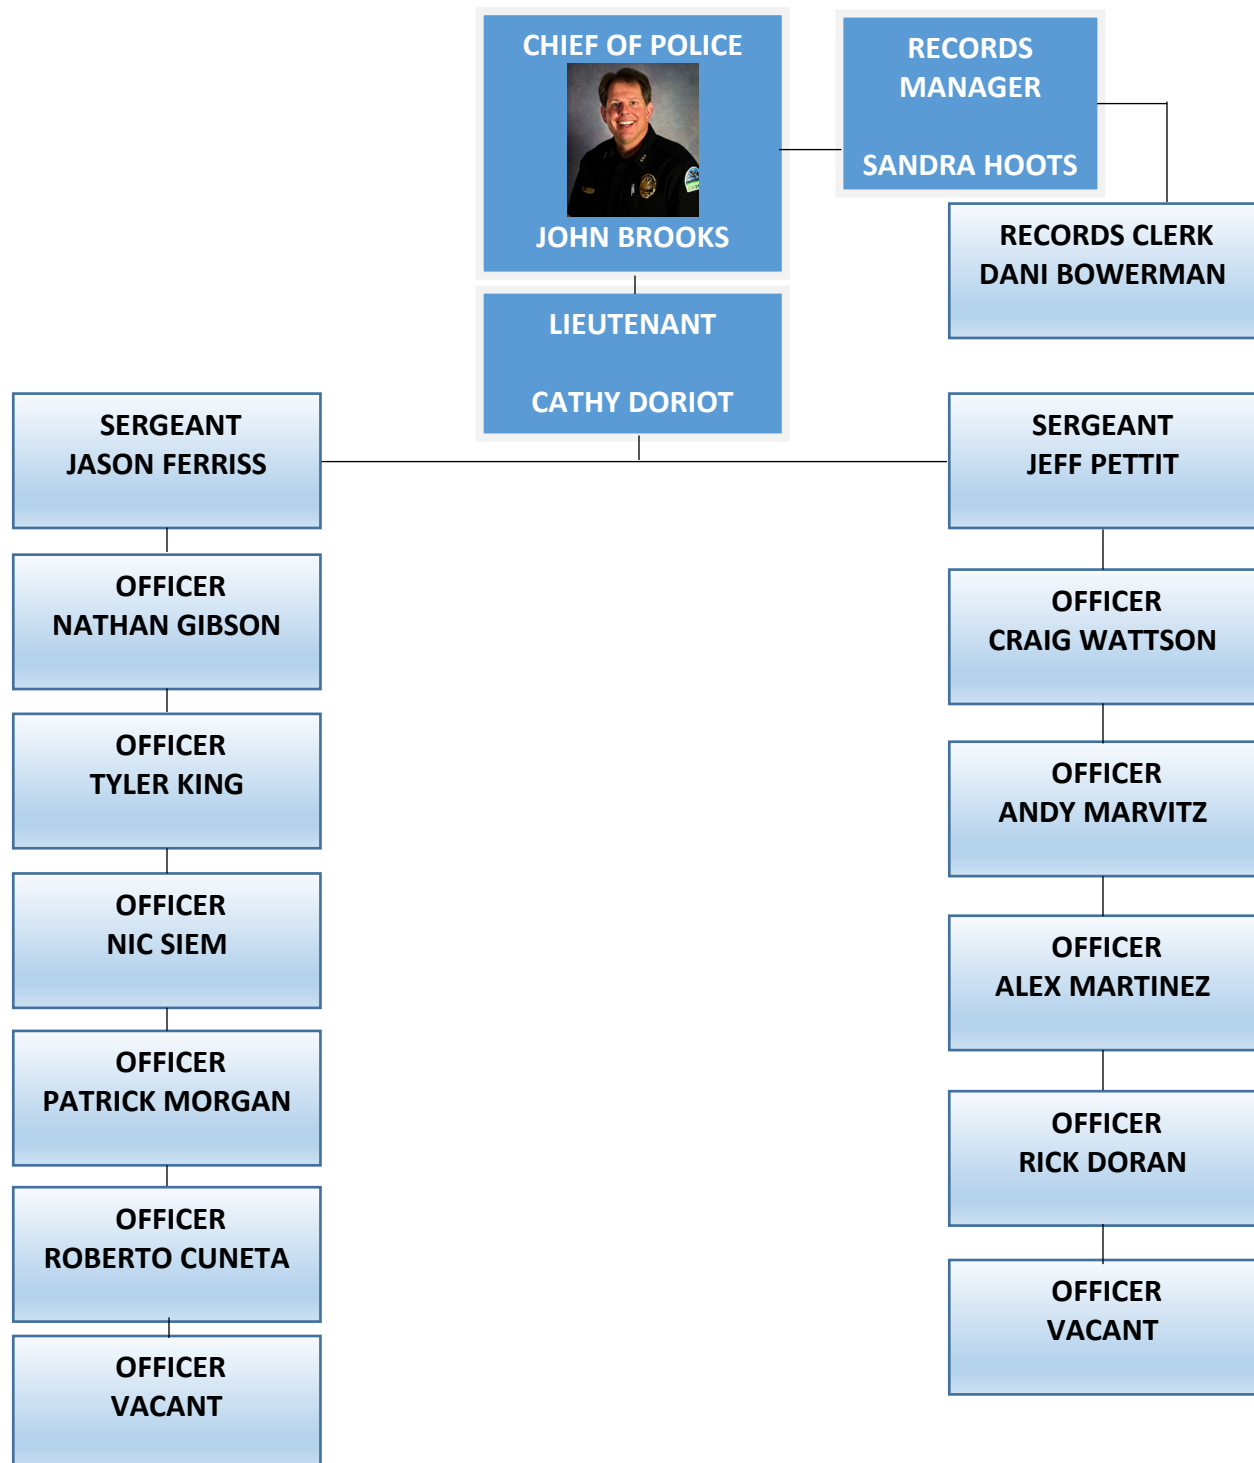 CHIEF OF POLICE
JOHN BROOKS
RECORDS
MANAGER
SANDRA HOOTS
RECORDS CLERK
DANI BOWERMAN
LIEUTENANT
CATHY DORIOT
SERGEANT
JASON FERRISS
OFFICER
NATHAN GIBSON
OFFICER
TYLER KING
OFFICER
NIC SIEM
OFFICER
PATRICK MORGAN
OFFICER
ROBERTO CUNETA
OFFICER
VACANT
SERGEANT
JEFF PETTIT
OFFICER
CRAIG WATTSON
OFFICER
ANDY MARVITZ
OFFICER
ALEX MARTINEZ
OFFICER
RICK DORAN
OFFICER
VACANT